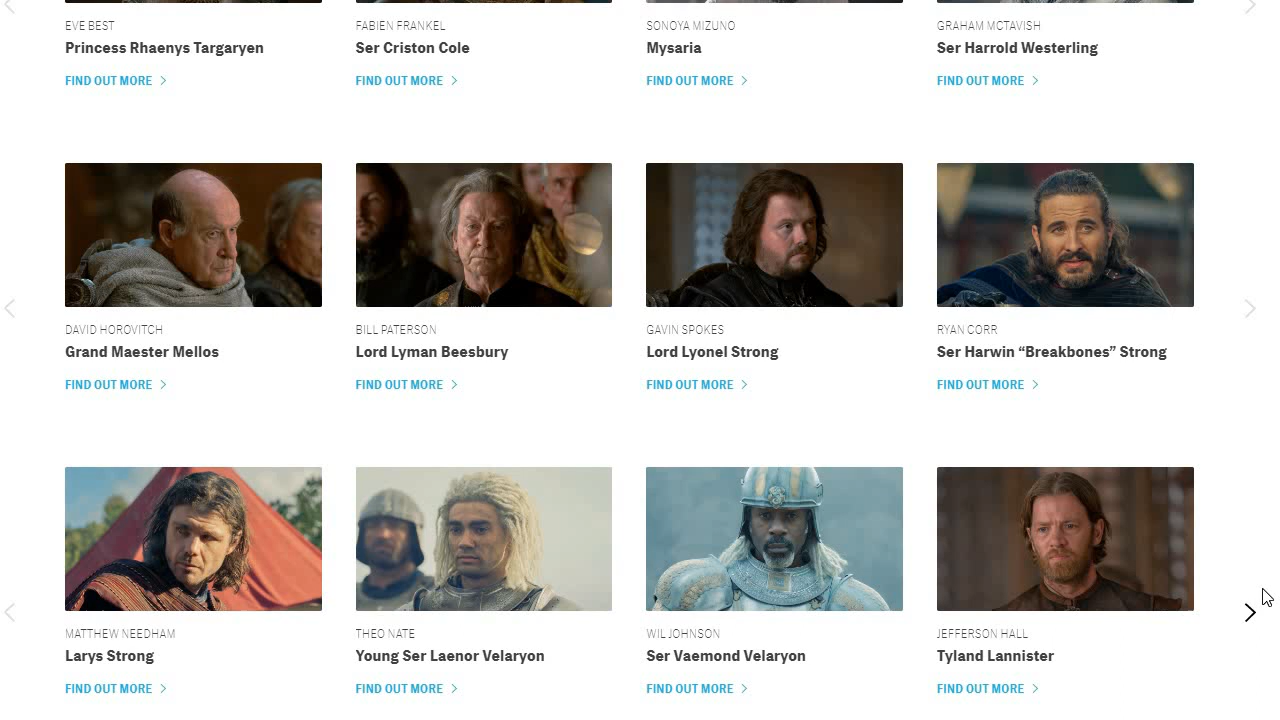 EVE BEST
Princess Rhaenys Targaryen
FIND OUT MORE
FABIEN FRANKEL
Ser Criston Cole
FIND OUT MORE
SONOYA MIZUNO
Mysaria
FIND OUT MORE
GRAHAM MCTAVISH
Ser Harrold Westerling
FIND OUT MORE
DAVID HOROVITCH
Grand Maester Mellos
FIND OUT MORE
BILL PATERSON
Lord Lyman Beesbury
FIND OUT MORE
GAVIN SPOKES
Lord Lyonel Strong
FIND OUT MORE
RYAN CORR
Ser Harwin “Breakbones” Strong
FIND OUT MORE
MATTHEW NEEDHAM
Larys Strong
FIND OUT MORE
THEO NATE
Young Ser Laenor Velaryon
FIND OUT MORE
WIL JOHNSON
Ser Vaemond Velaryon
FIND OUT MORE
JEFFERSON HALL
Tyland Lannister
FIND OUT MORE